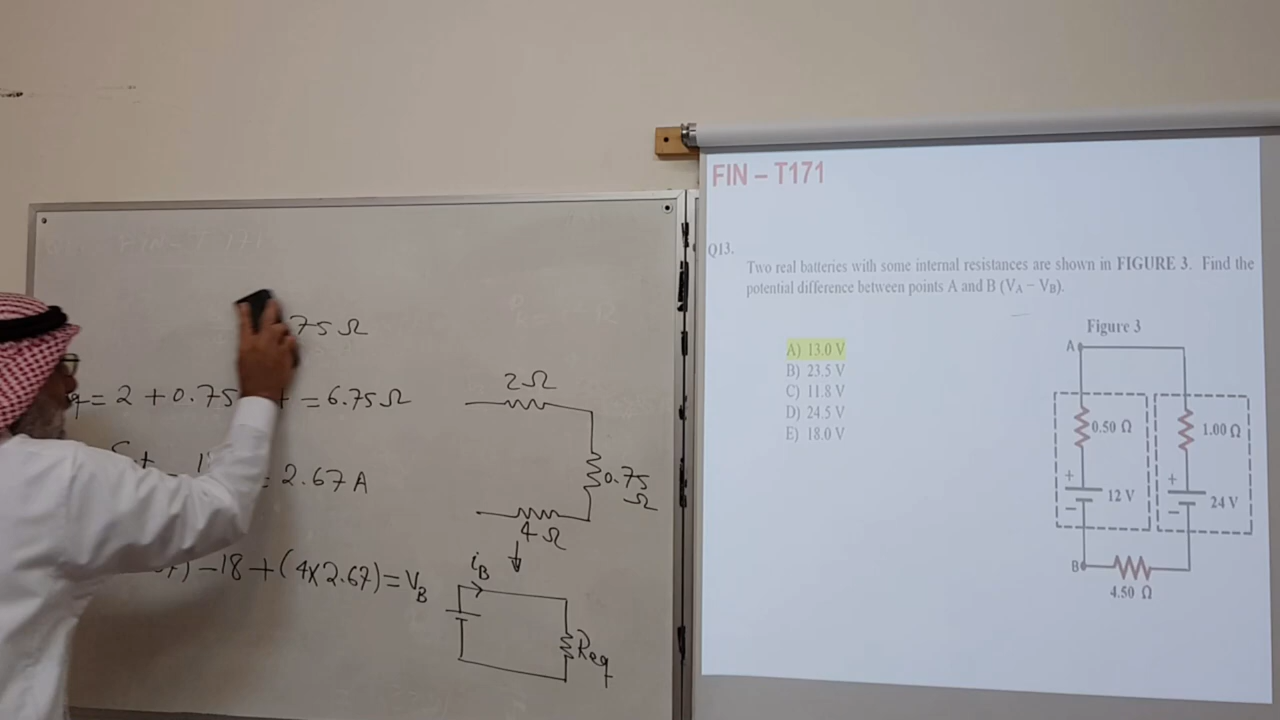 75 Ω
= 2 + 0.75 + = 6.75 Ω
= 2.67 A
- 18 + (4×2.67) = V_B
2 Ω
0.75 Ω
4 Ω
i_B
Req
FIN – T171
Q13.
Two real batteries with some internal resistances are shown in FIGURE 3. Find the
potential difference between points A and B (V_A – V_B).
A) 13.0 V
B) 23.5 V
C) 11.8 V
D) 24.5 V
E) 18.0 V
Figure 3
A
0.50 Ω 1.00 Ω
+ +
12 V 24 V
- -
B
4.50 Ω